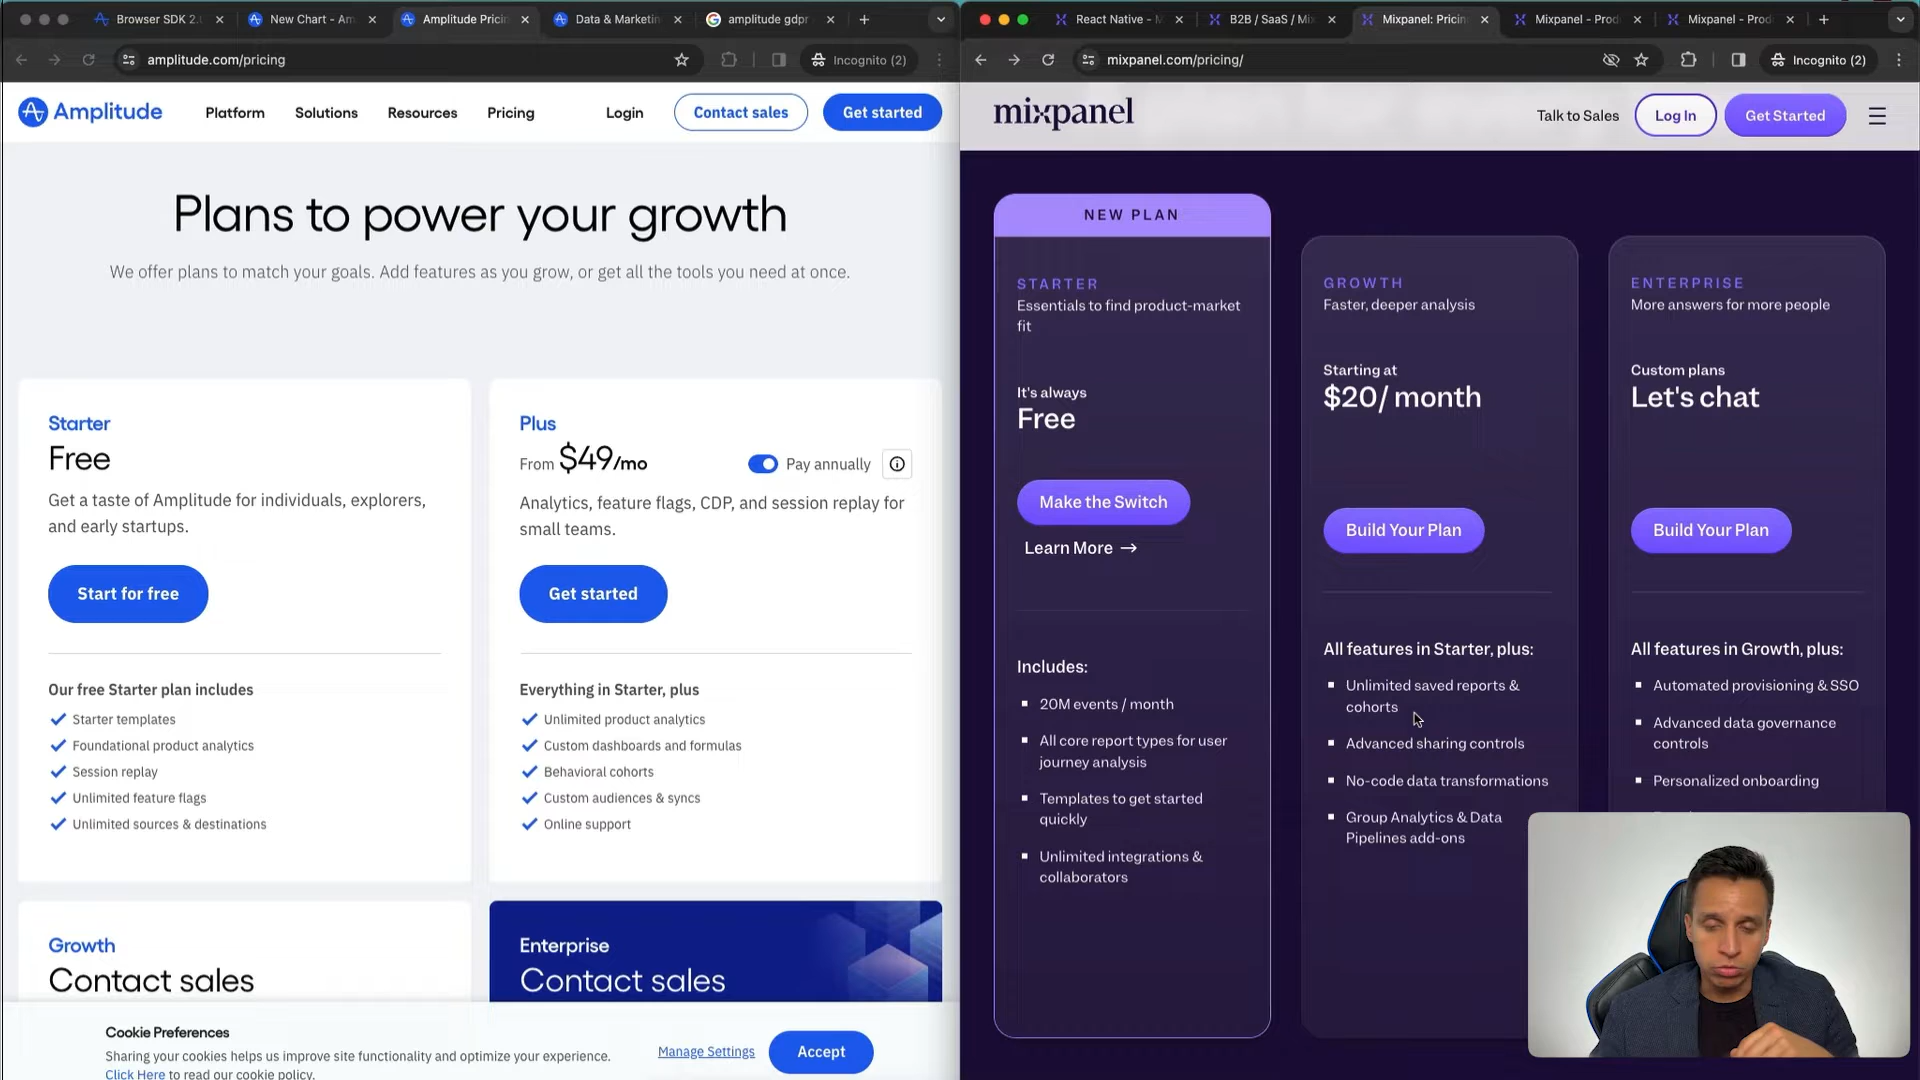 Browser SDK 2.
New Chart - Am
Amplitude Pricin
Data & Marketin
amplitude gdpr
amplitude.com/pricing
Incognito (2)
Amplitude
Platform
Solutions
Resources
Pricing
Login
Contact sales
Get started
Plans to power your growth
We offer plans to match your goals. Add features as you grow, or get all the tools you need at once.
Starter
Free
Get a taste of Amplitude for individuals, explorers,
and early startups.
Start for free
Our free Starter plan includes
Starter templates
Foundational product analytics
Session replay
Unlimited feature flags
Unlimited sources & destinations
Plus
From $49/mo
Pay annually
Analytics, feature flags, CDP, and session replay for
small teams.
Get started
Everything in Starter, plus
Unlimited product analytics
Custom dashboards and formulas
Behavioral cohorts
Custom audiences & syncs
Online support
Growth
Contact sales
Enterprise
Contact sales
Cookie Preferences
Sharing your cookies helps us improve site functionality and optimize your experience.
Click Here to read our cookie policy.
Manage Settings
Accept
React Native - M
B2B / SaaS / Mix
Mixpanel: Pricin
Mixpanel - Prod
Mixpanel - Prod
mixpanel.com/pricing/
Incognito (2)
mixpanel
Talk to Sales
Log In
Get Started
NEW PLAN
STARTER
Essentials to find product-market
fit
It's always
Free
Make the Switch
Learn More →
Includes:
20M events / month
All core report types for user
journey analysis
Templates to get started
quickly
Unlimited integrations &
collaborators
GROWTH
Faster, deeper analysis
Starting at
$20/ month
Build Your Plan
All features in Starter, plus:
Unlimited saved reports &
cohorts
Advanced sharing controls
No-code data transformations
Group Analytics & Data
Pipelines add-ons
ENTERPRISE
More answers for more people
Custom plans
Let's chat
Build Your Plan
All features in Growth, plus:
Automated provisioning & SSO
Advanced data governance
controls
Personalized onboarding